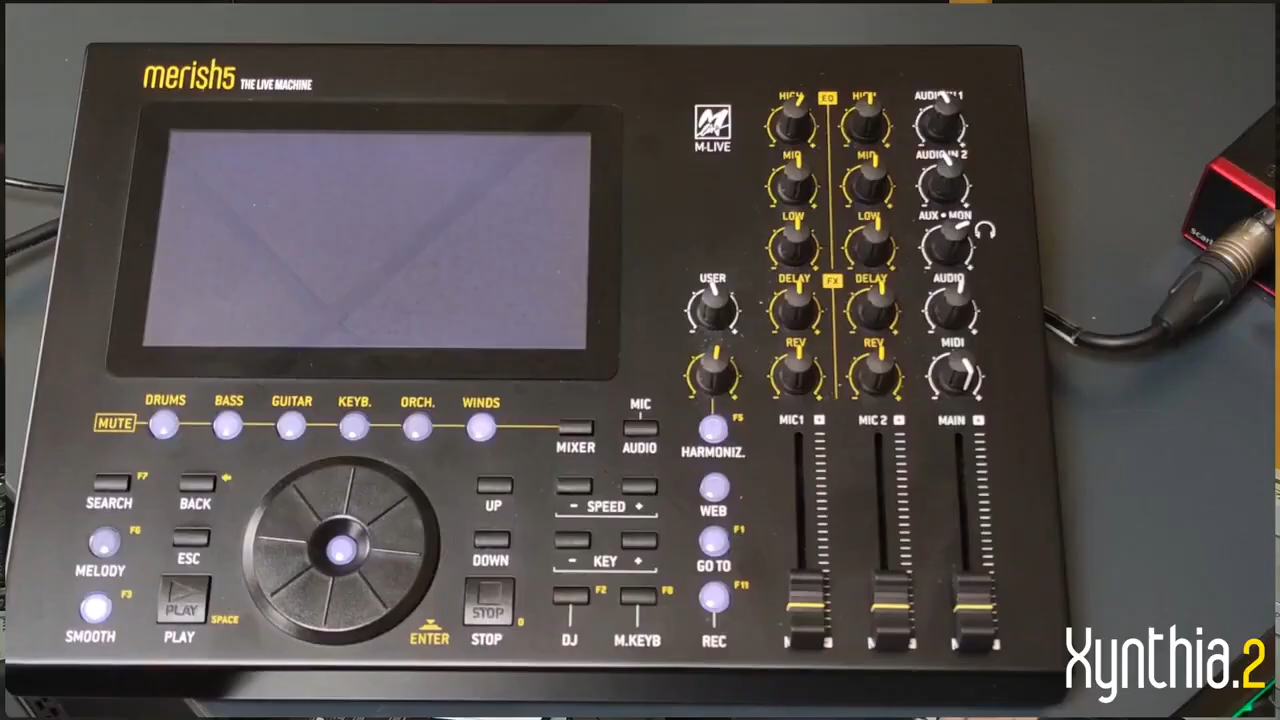 merish5 THE LIVE MACHINE
M-LIVE
HIGH EQ HIGH AUDIO IN 1
MID MID AUDIO IN 2
LOW LOW AUX • MON
USER DELAY FX DELAY AUDIO
REV REV MIDI
MUTE DRUMS BASS GUITAR KEYB. ORCH. WINDS
MIXER
MIC
AUDIO
F5
HARMONIZ.
MIC1 MIC 2 MAIN
F7
SEARCH
BACK
UP
- SPEED +
WEB
F6
MELODY
ESC
DOWN
- KEY +
F1
GO TO
F3
SMOOTH
PLAY
SPACE
PLAY
ENTER
STOP
0
STOP
F2
DJ
F8
M.KEYB
F11
REC
Xynthia.2